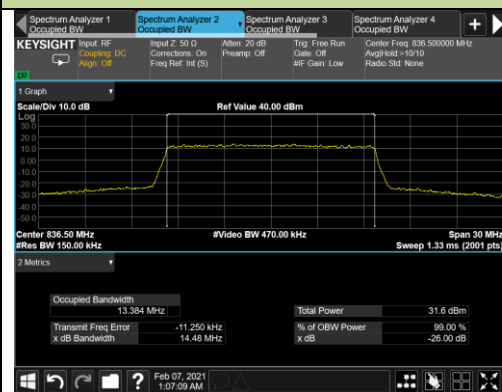 Spectrum Analyzer 1
Occupied BW
Spectrum Analyzer 2
Occupied BW
Spectrum Analyzer 3
Occupied BW
Spectrum Analyzer 4
Occupied BW
+
KEYSIGHT
Input: RF
Coupling: DC
Align: Off
Input Z: 50 Ω
Corrections: On
Freq Ref: Int (S)
Atten: 20 dB
Preamp: Off
Trig: Free Run
Gate: Off
#IF Gain: Low
Center Freq: 836.500000 MHz
Avg|Hold:>10/10
Radio Std: None
LXI
1 Graph
Scale/Div 10.0 dB
Ref Value 40.00 dBm
Log
30.0
20.0
10.0
0.00
-10.0
-20.0
-30.0
-40.0
-50.0
Center 836.50 MHz
#Video BW 470.00 kHz
Span 30 MHz
#Res BW 150.00 kHz
Sweep 1.33 ms (2001 pts)
2 Metrics
Occupied Bandwidth
13.384 MHz
Total Power 31.6 dBm
Transmit Freq Error -11.250 kHz
% of OBW Power 99.00 %
x dB Bandwidth 14.48 MHz
x dB -26.00 dB
?
Feb 07, 2021
1:07:09 AM